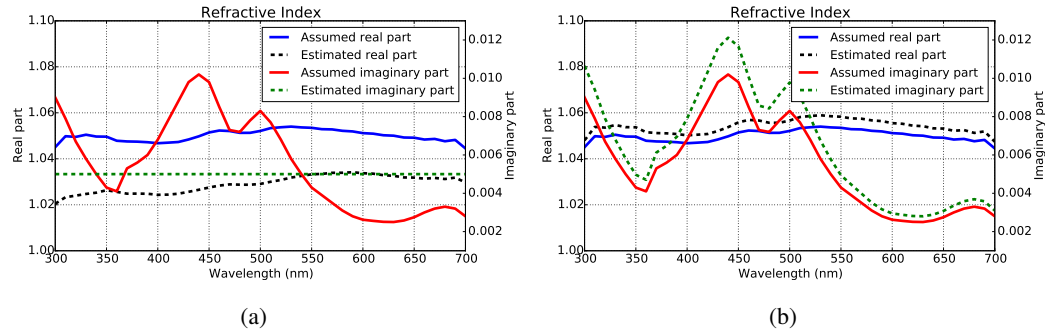 Refractive Index
1.10
1.08
1.06
1.04
1.02
1.00
Real part
300 350 400 450 500 550 600 650 700
Wavelength (nm)
0.012
0.010
0.008
0.006
0.005
0.004
0.002
Imaginary part
Assumed real part
Estimated real part
Assumed imaginary part
Estimated imaginary part
(a)
Refractive Index
1.10
1.08
1.06
1.04
1.02
1.00
Real part
300 350 400 450 500 550 600 650 700
Wavelength (nm)
0.012
0.010
0.008
0.006
0.005
0.004
0.002
Imaginary part
Assumed real part
Estimated real part
Assumed imaginary part
Estimated imaginary part
(b)